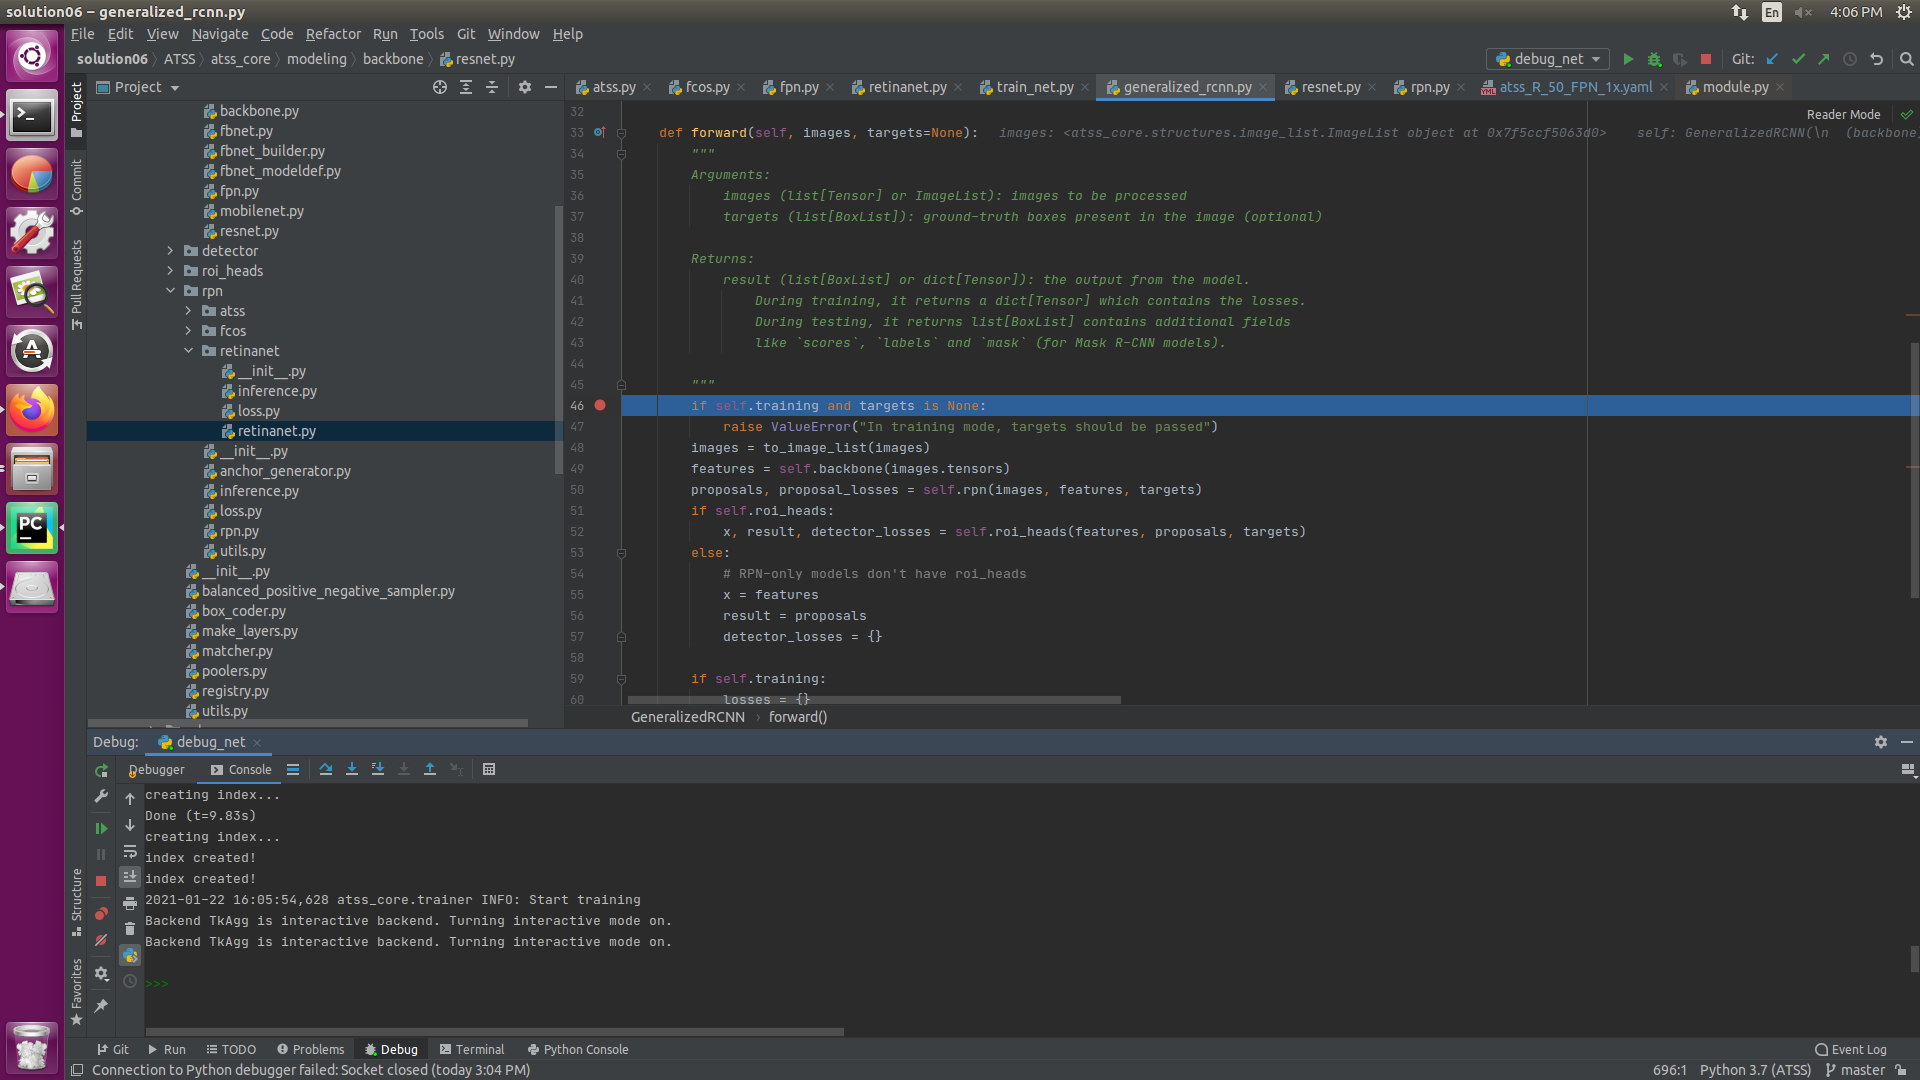 solution06 – generalized_rcnn.py
En
4:06 PM
File Edit View Navigate Code Refactor Run Tools Git Window Help
solution06 ATSS atss_core modeling backbone resnet.py
debug_net
Git:
Project
atss.py fcos.py fpn.py retinanet.py train_net.py generalized_rcnn.py resnet.py rpn.py atss_R_50_FPN_1x.yaml module.py
Project
Commit
Pull Requests
Structure
Favorites
backbone.py
fbnet.py
fbnet_builder.py
fbnet_modeldef.py
fpn.py
mobilenet.py
resnet.py
detector
roi_heads
rpn
atss
fcos
retinanet
__init__.py
inference.py
loss.py
retinanet.py
__init__.py
anchor_generator.py
inference.py
loss.py
rpn.py
utils.py
__init__.py
balanced_positive_negative_sampler.py
box_coder.py
make_layers.py
matcher.py
poolers.py
registry.py
utils.py
Reader Mode
32
33 def forward(self, images, targets=None): images: <atss_core.structures.image_list.ImageList object at 0x7f5ccf5063d0> self: GeneralizedRCNN(\n (backbone
34 """
35 Arguments:
36 images (list[Tensor] or ImageList): images to be processed
37 targets (list[BoxList]): ground-truth boxes present in the image (optional)
38
39 Returns:
40 result (list[BoxList] or dict[Tensor]): the output from the model.
41 During training, it returns a dict[Tensor] which contains the losses.
42 During testing, it returns list[BoxList] contains additional fields
43 like `scores`, `labels` and `mask` (for Mask R-CNN models).
44
45 """
46 if self.training and targets is None:
47 raise ValueError("In training mode, targets should be passed")
48 images = to_image_list(images)
49 features = self.backbone(images.tensors)
50 proposals, proposal_losses = self.rpn(images, features, targets)
51 if self.roi_heads:
52 x, result, detector_losses = self.roi_heads(features, proposals, targets)
53 else:
54 # RPN-only models don't have roi_heads
55 x = features
56 result = proposals
57 detector_losses = {}
58
59 if self.training:
60 losses = {}
GeneralizedRCNN › forward()
Debug: debug_net
Debugger Console
creating index...
Done (t=9.83s)
creating index...
index created!
index created!
2021-01-22 16:05:54,628 atss_core.trainer INFO: Start training
Backend TkAgg is interactive backend. Turning interactive mode on.
Backend TkAgg is interactive backend. Turning interactive mode on.
>>>
PC
Git Run TODO Problems Debug Terminal Python Console Event Log
Connection to Python debugger failed: Socket closed (today 3:04 PM) 696:1 Python 3.7 (ATSS) master